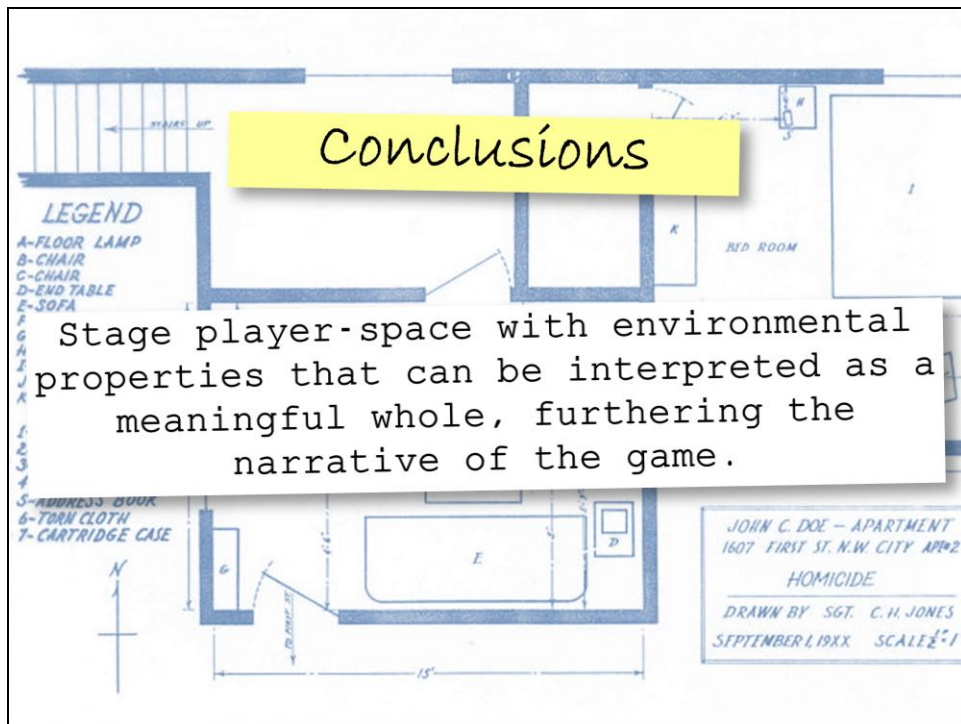 Conclusions
Stage player-space with environmental
properties that can be interpreted as a
meaningful whole, furthering the
narrative of the game.
STAIRS UP
LEGEND
A-FLOOR LAMP
B-CHAIR
C-CHAIR
D-END TABLE
E-SOFA
5-ADDRESS BOOK
6-TORN CLOTH
7-CARTRIDGE CASE
N
G
E
D
H
I
K
BED ROOM
15'
JOHN C. DOE – APARTMENT
1607 FIRST ST. N.W. CITY APT#2
HOMICIDE
DRAWN BY SGT. C. H. JONES
SEPTEMBER 1, 19XX